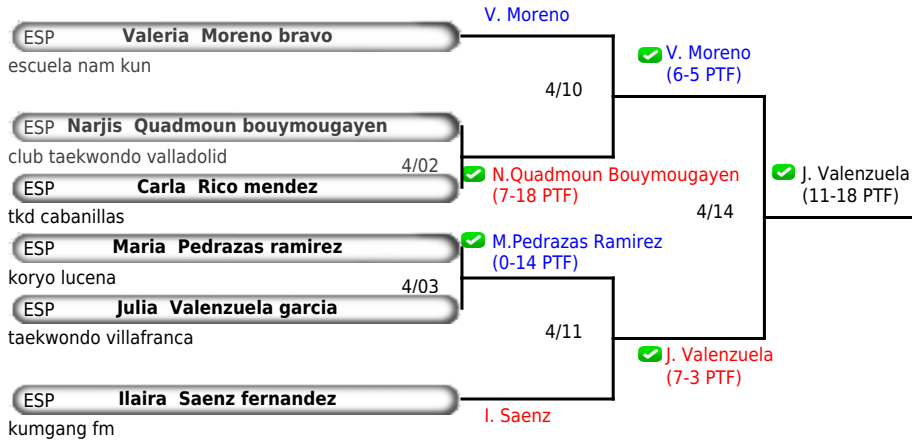 V. Moreno
ESP Valeria Moreno bravo
escuela nam kun
V. Moreno
(6-5 PTF)
4/10
ESP Narjis Quadmoun bouymougayen
club taekwondo valladolid
4/02
N.Quadmoun Bouymougayen
(7-18 PTF)
ESP Carla Rico mendez
tkd cabanillas
J. Valenzuela
(11-18 PTF)
4/14
ESP Maria Pedrazas ramirez
koryo lucena
M.Pedrazas Ramirez
(0-14 PTF)
4/03
ESP Julia Valenzuela garcia
taekwondo villafranca
4/11
J. Valenzuela
(7-3 PTF)
ESP Ilaira Saenz fernandez
kumgang fm
I. Saenz